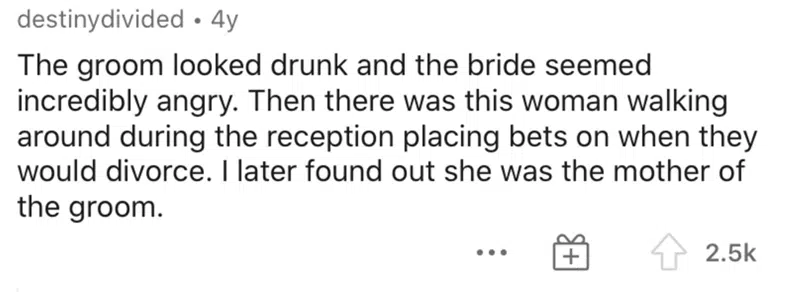 destinydivided • 4y
The groom looked drunk and the bride seemed
incredibly angry. Then there was this woman walking
around during the reception placing bets on when they
would divorce. I later found out she was the mother of
the groom.
2.5k